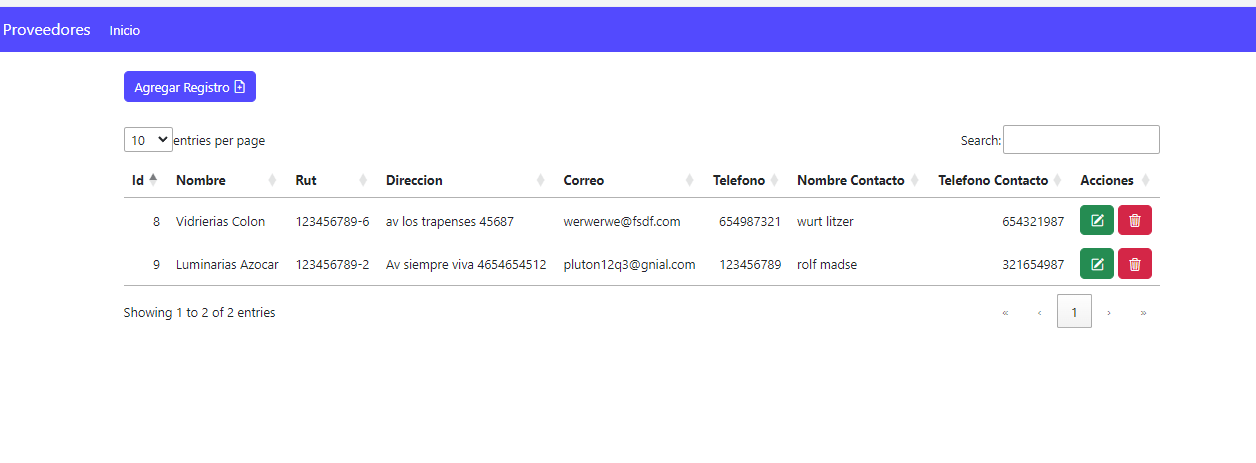 Proveedores Inicio
Agregar Registro
10 entries per page Search:
Id Nombre Rut Direccion Correo Telefono Nombre Contacto Telefono Contacto Acciones
8 Vidrierias Colon 123456789-6 av los trapenses 45687 werwerwe@fsdf.com 654987321 wurt litzer 654321987
9 Luminarias Azocar 123456789-2 Av siempre viva 4654654512 pluton12q3@gnial.com 123456789 rolf madse 321654987
Showing 1 to 2 of 2 entries « ‹ 1 › »